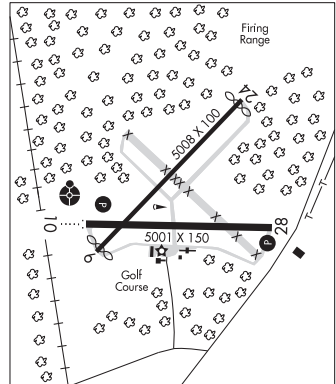 Firing
Range
24
5008 X 100
P
10
28
5001 X 150
P
6
Golf
Course